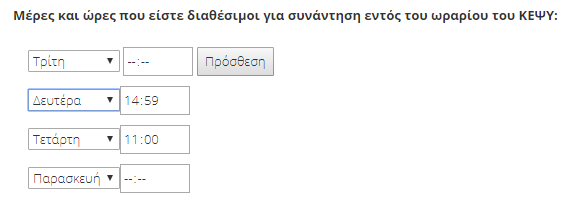 Μέρες και ώρες που είστε διαθέσιμοι για συνάντηση εντός του ωραρίου του ΚΕΨΥ:
Τρίτη --:-- Πρόσθεση
Δευτέρα 14:59
Τετάρτη 11:00
Παρασκευή --:--